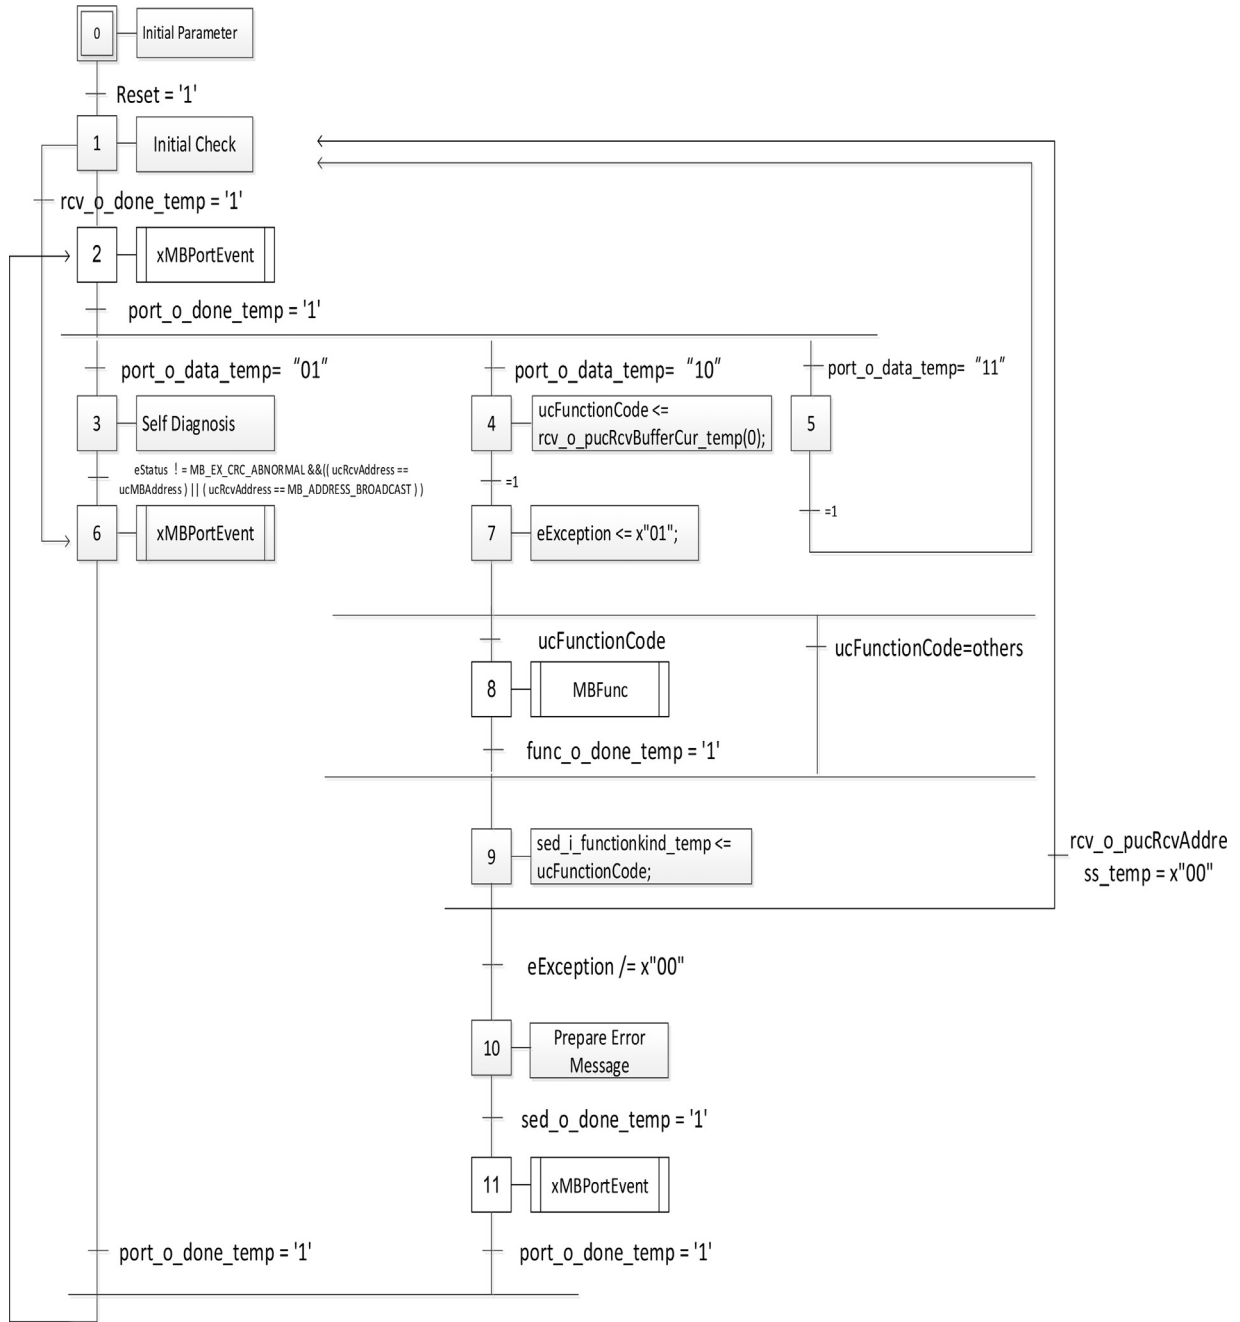 0
Initial Parameter
Reset = '1'
1
Initial Check
rcv_o_done_temp = '1'
2
xMBPortEvent
port_o_done_temp = '1'
port_o_data_temp= “01”
port_o_data_temp= “10”
port_o_data_temp= “11”
3
Self Diagnosis
4
ucFunctionCode <=
rcv_o_pucRcvBufferCur_temp(0);
5
eStatus ! = MB_EX_CRC_ABNORMAL &&(( ucRcvAddress ==
ucMBAddress ) || ( ucRcvAddress == MB_ADDRESS_BROADCAST ) )
=1
=1
6
xMBPortEvent
7
eException <= x"01";
ucFunctionCode
ucFunctionCode=others
8
MBFunc
func_o_done_temp = '1'
9
sed_i_functionkind_temp <=
ucFunctionCode;
rcv_o_pucRcvAddre
ss_temp = x"00"
eException /= x"00"
10
Prepare Error
Message
sed_o_done_temp = '1'
11
xMBPortEvent
port_o_done_temp = '1'
port_o_done_temp = '1'